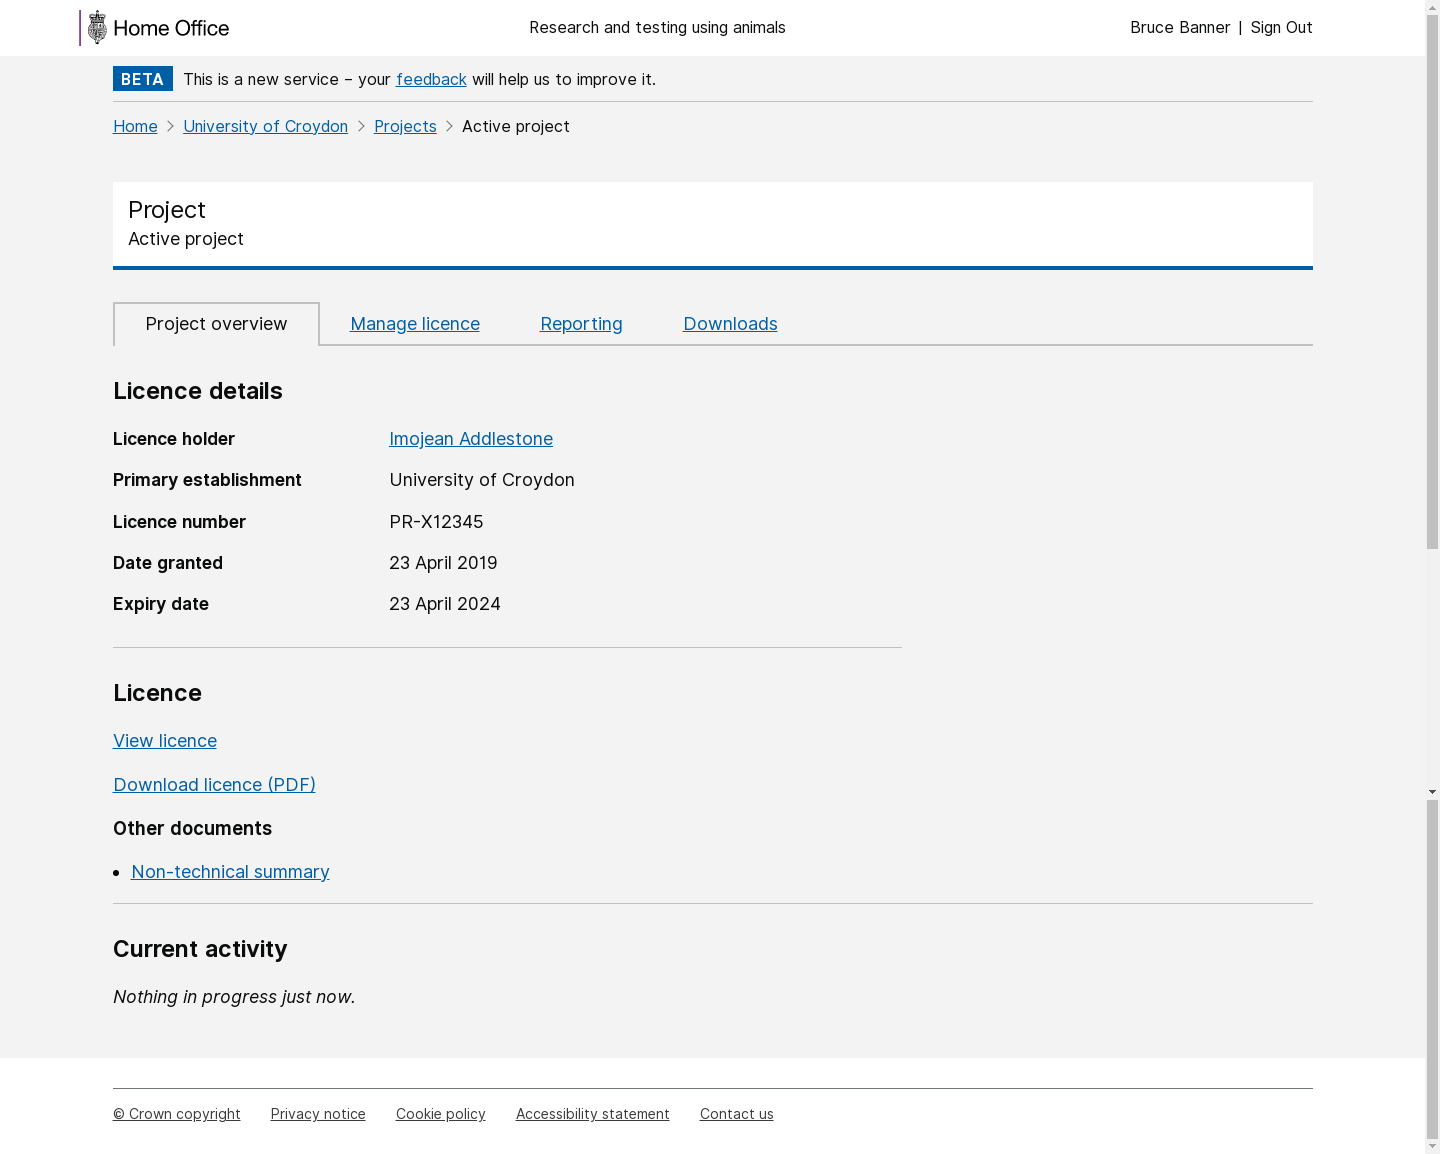 Home Office
Research and testing using animals
Bruce Banner | Sign Out
BETA This is a new service – your feedback will help us to improve it.
Home > University of Croydon > Projects > Active project
Project
Active project
Project overview Manage licence Reporting Downloads
Licence details
Licence holder Imojean Addlestone
Primary establishment University of Croydon
Licence number PR-X12345
Date granted 23 April 2019
Expiry date 23 April 2024
Licence
View licence
Download licence (PDF)
Other documents
• Non-technical summary
Current activity
Nothing in progress just now.
© Crown copyright Privacy notice Cookie policy Accessibility statement Contact us